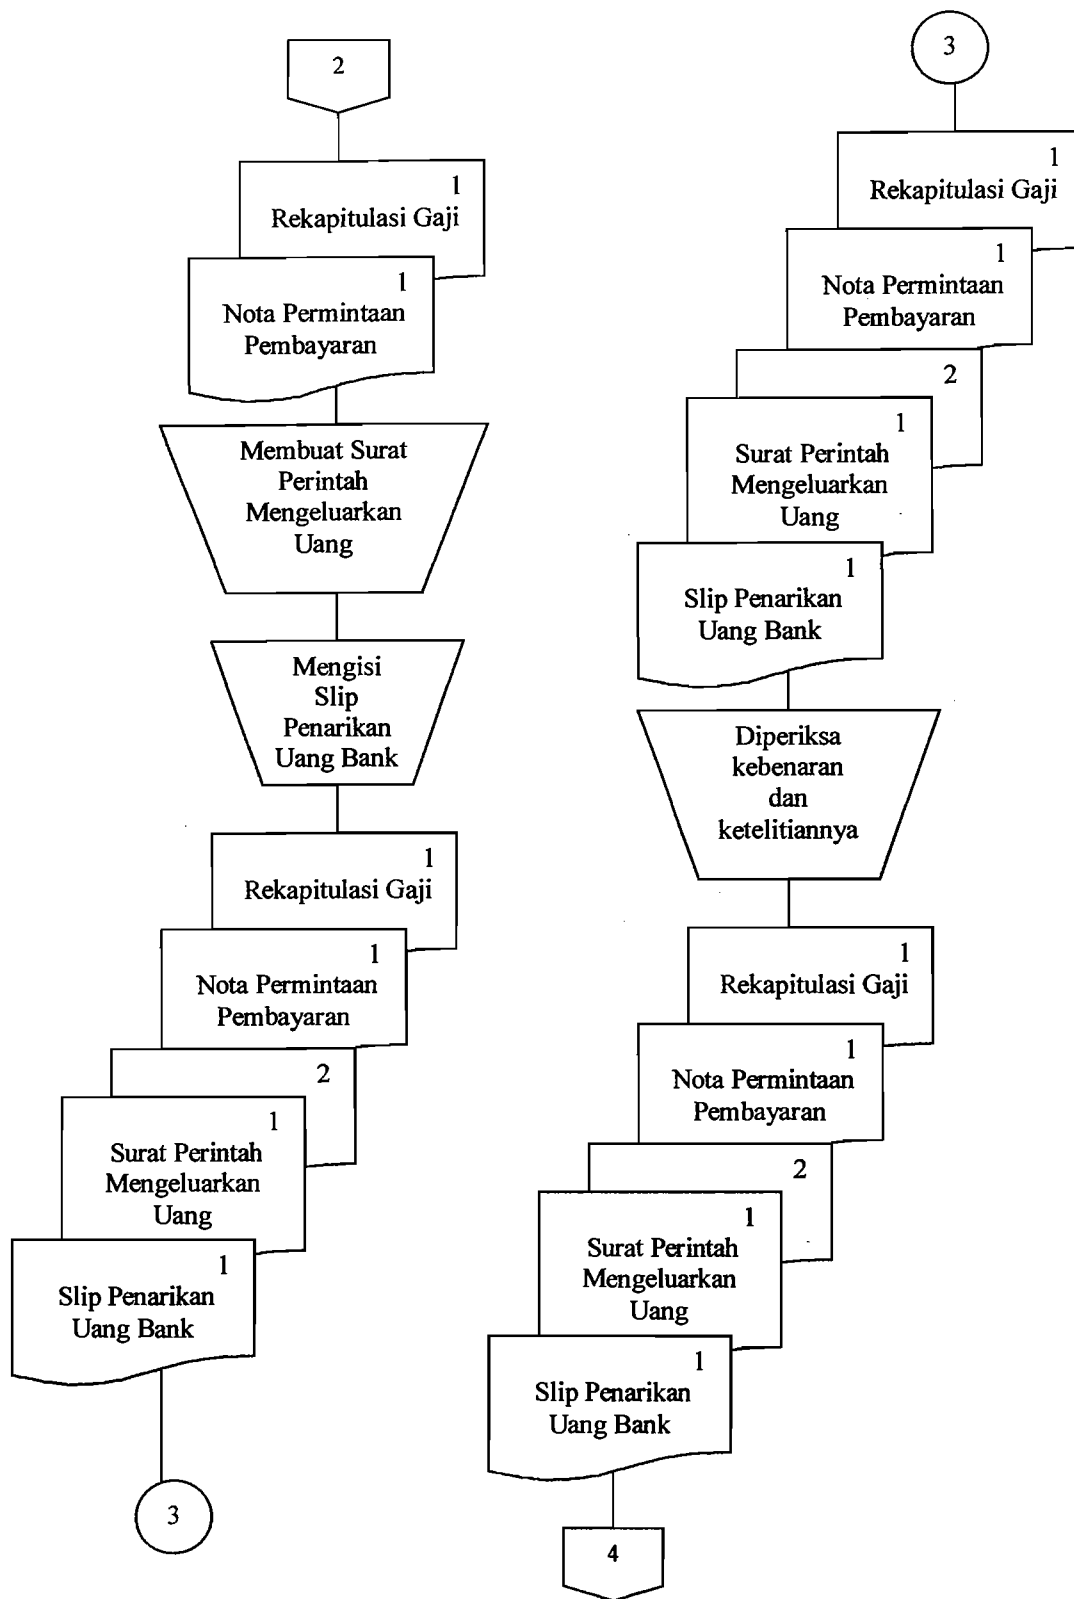 2
1
Rekapitulasi Gaji
1
Nota Permintaan
Pembayaran
Membuat Surat
Perintah
Mengeluarkan
Uang
Mengisi
Slip
Penarikan
Uang Bank
1
Rekapitulasi Gaji
1
Nota Permintaan
Pembayaran
2
1
Surat Perintah
Mengeluarkan
Uang
1
Slip Penarikan
Uang Bank
3
3
1
Rekapitulasi Gaji
1
Nota Permintaan
Pembayaran
2
1
Surat Perintah
Mengeluarkan
Uang
1
Slip Penarikan
Uang Bank
Diperiksa
kebenaran
dan
ketelitiannya
1
Rekapitulasi Gaji
1
Nota Permintaan
Pembayaran
2
1
Surat Perintah
Mengeluarkan
Uang
1
Slip Penarikan
Uang Bank
4